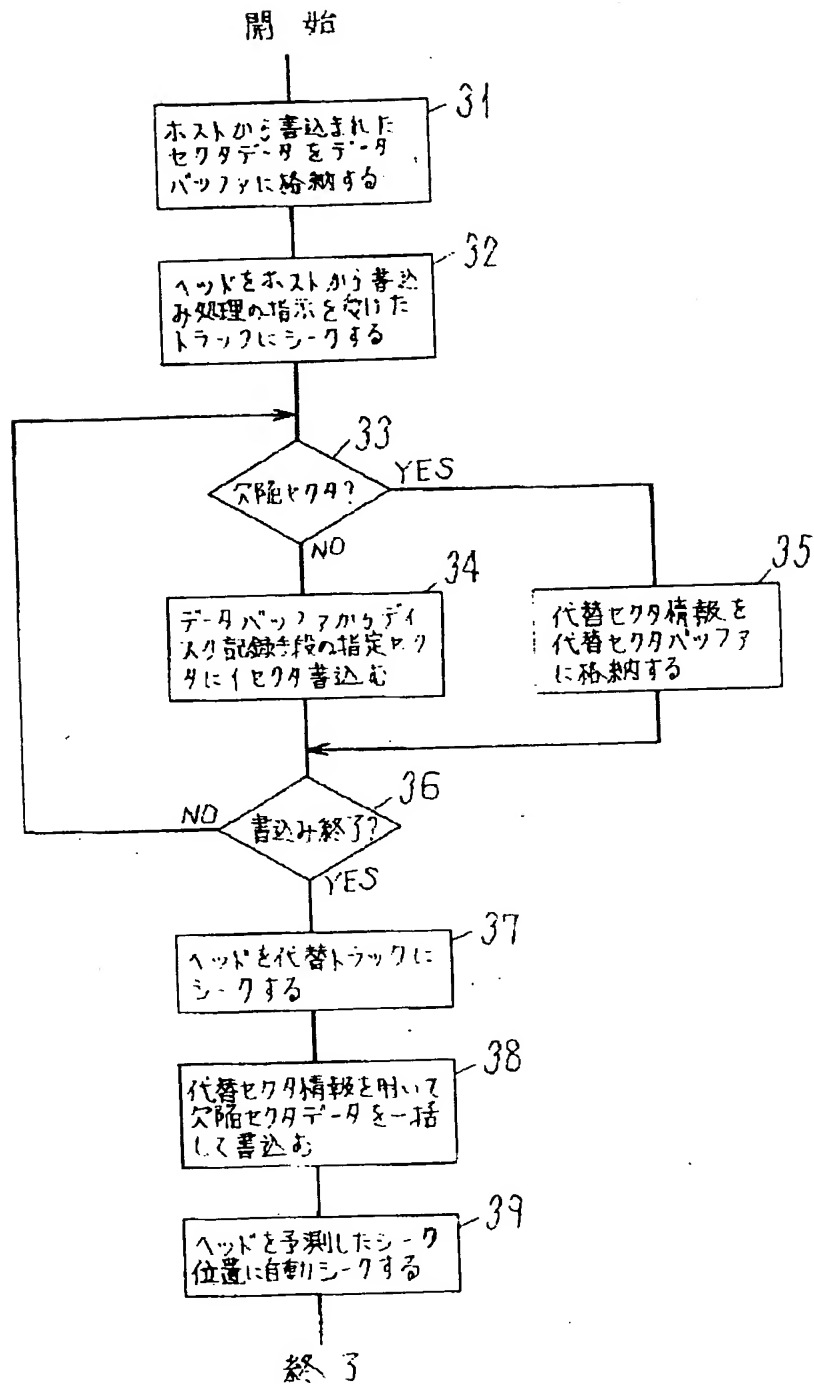 開始
31
ホストから書込まれた
セクタデータをデータ
バッファに格納する
32
ヘッドをホストから書込
み処理の指示を受けた
トラックにシークする
33
欠陥セクタ?
YES
NO
34
データバッファからディ
スク記録手段の指定セク
タに1セクタ書込む
35
代替セクタ情報を
代替セクタバッファ
に格納する
36
書込み終了?
NO
YES
37
ヘッドを代替トラックに
シークする
38
代替セクタ情報を用いて
欠陥セクタデータを一括
して書込む
39
ヘッドを予測したシーク
位置に自動シークする
終了